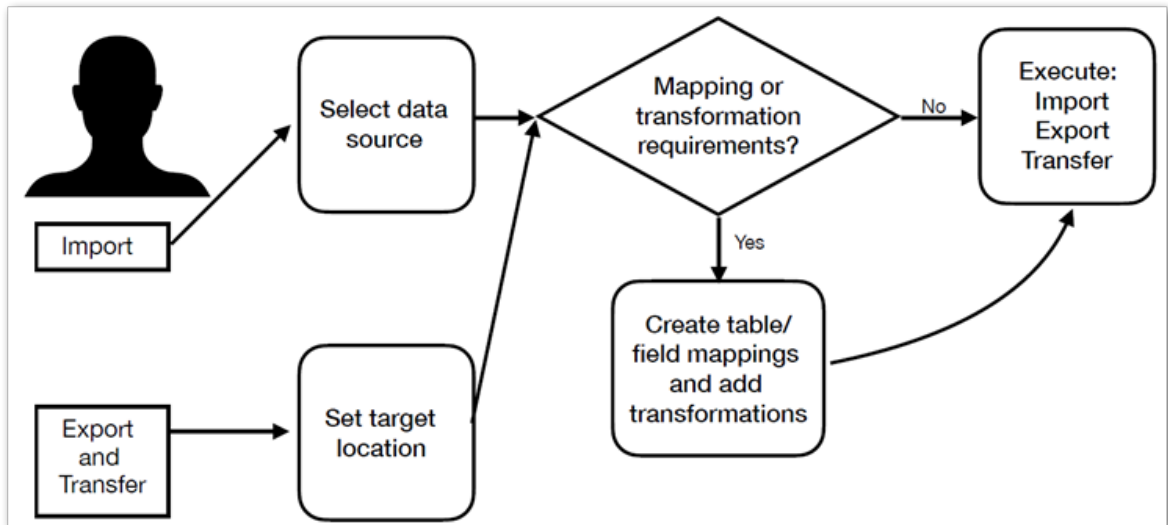 Import
Select data
source
Mapping or
transformation
requirements?
No
Execute:
Import
Export
Transfer
Yes
Create table/
field mappings
and add
transformations
Export
and
Transfer
Set target
location